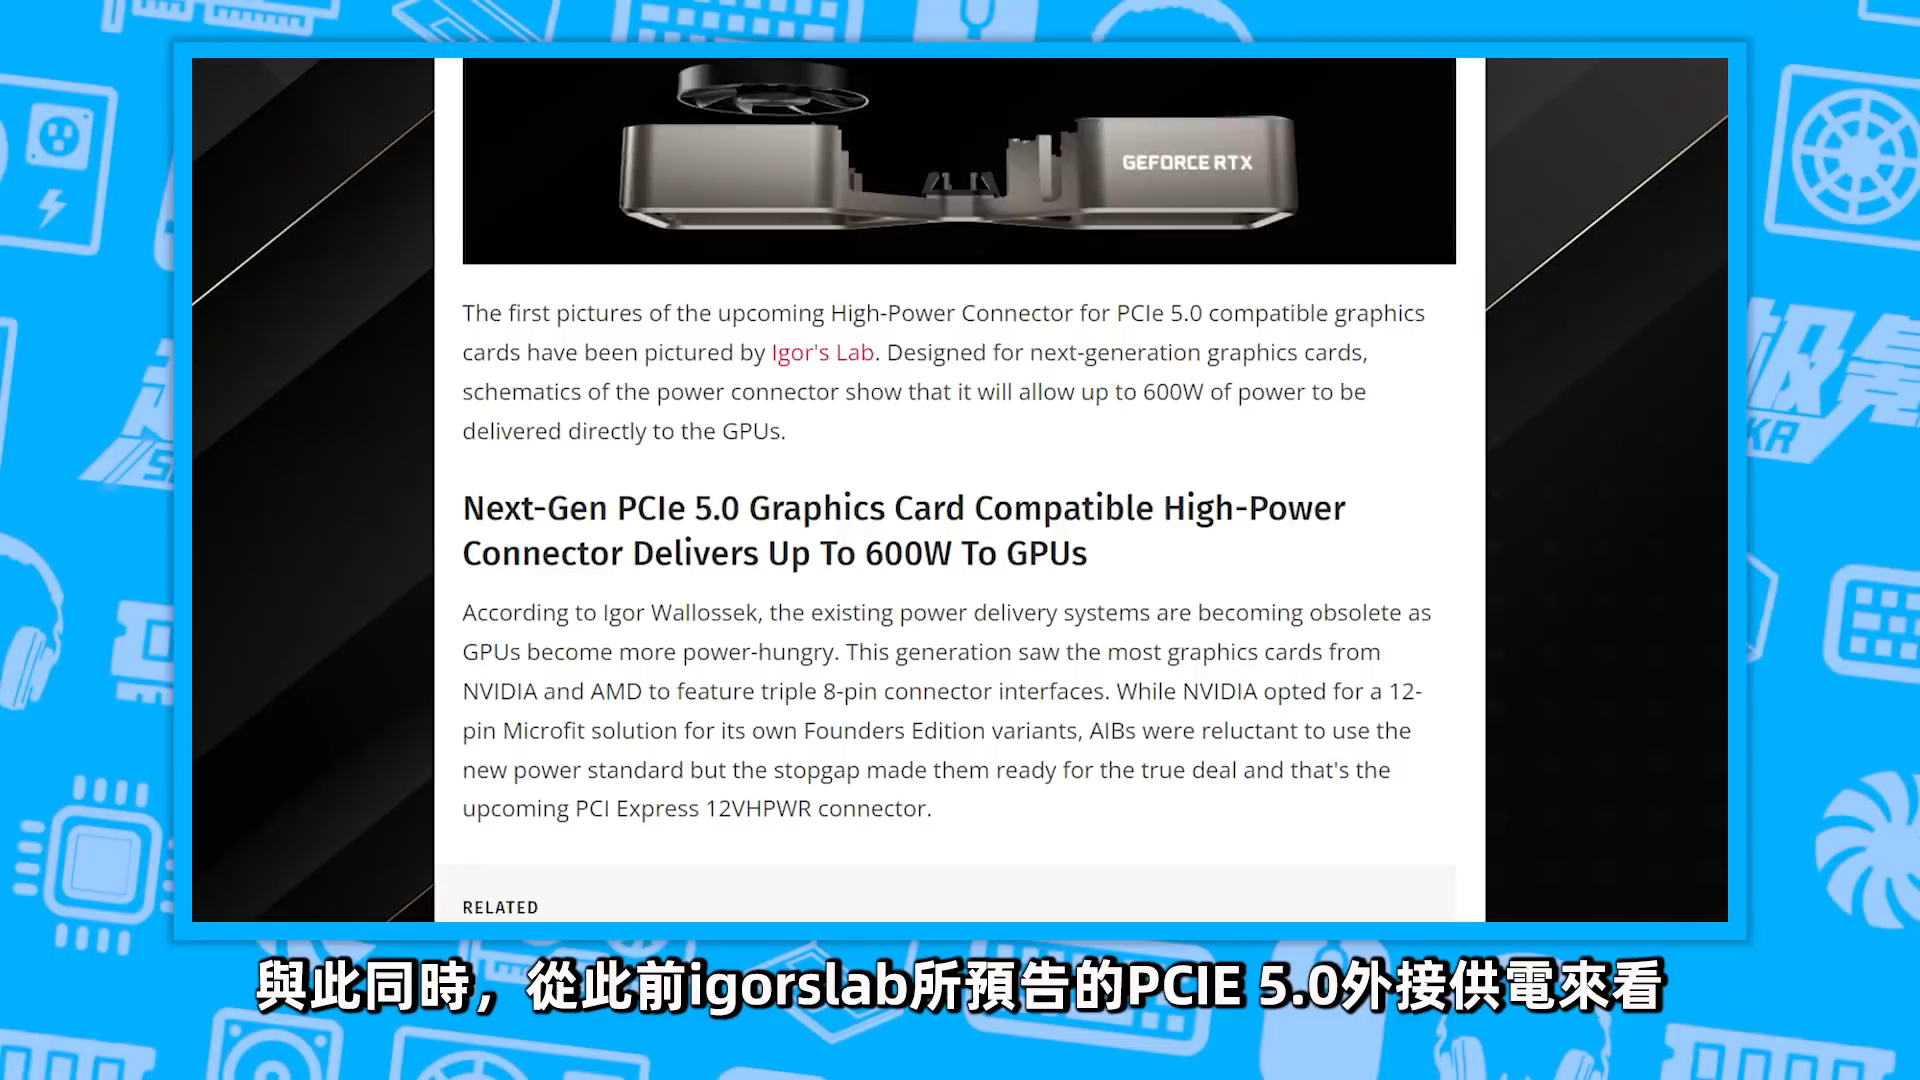 GEFORCE RTX
The first pictures of the upcoming High-Power Connector for PCIe 5.0 compatible graphics
cards have been pictured by Igor's Lab. Designed for next-generation graphics cards,
schematics of the power connector show that it will allow up to 600W of power to be
delivered directly to the GPUs.
Next-Gen PCIe 5.0 Graphics Card Compatible High-Power
Connector Delivers Up To 600W To GPUs
According to Igor Wallossek, the existing power delivery systems are becoming obsolete as
GPUs become more power-hungry. This generation saw the most graphics cards from
NVIDIA and AMD to feature triple 8-pin connector interfaces. While NVIDIA opted for a 12-
pin Microfit solution for its own Founders Edition variants, AIBs were reluctant to use the
new power standard but the stopgap made them ready for the true deal and that's the
upcoming PCI Express 12VHPWR connector.
RELATED
與此同時，從此前igorslab所預告的PCIE 5.0外接供電來看